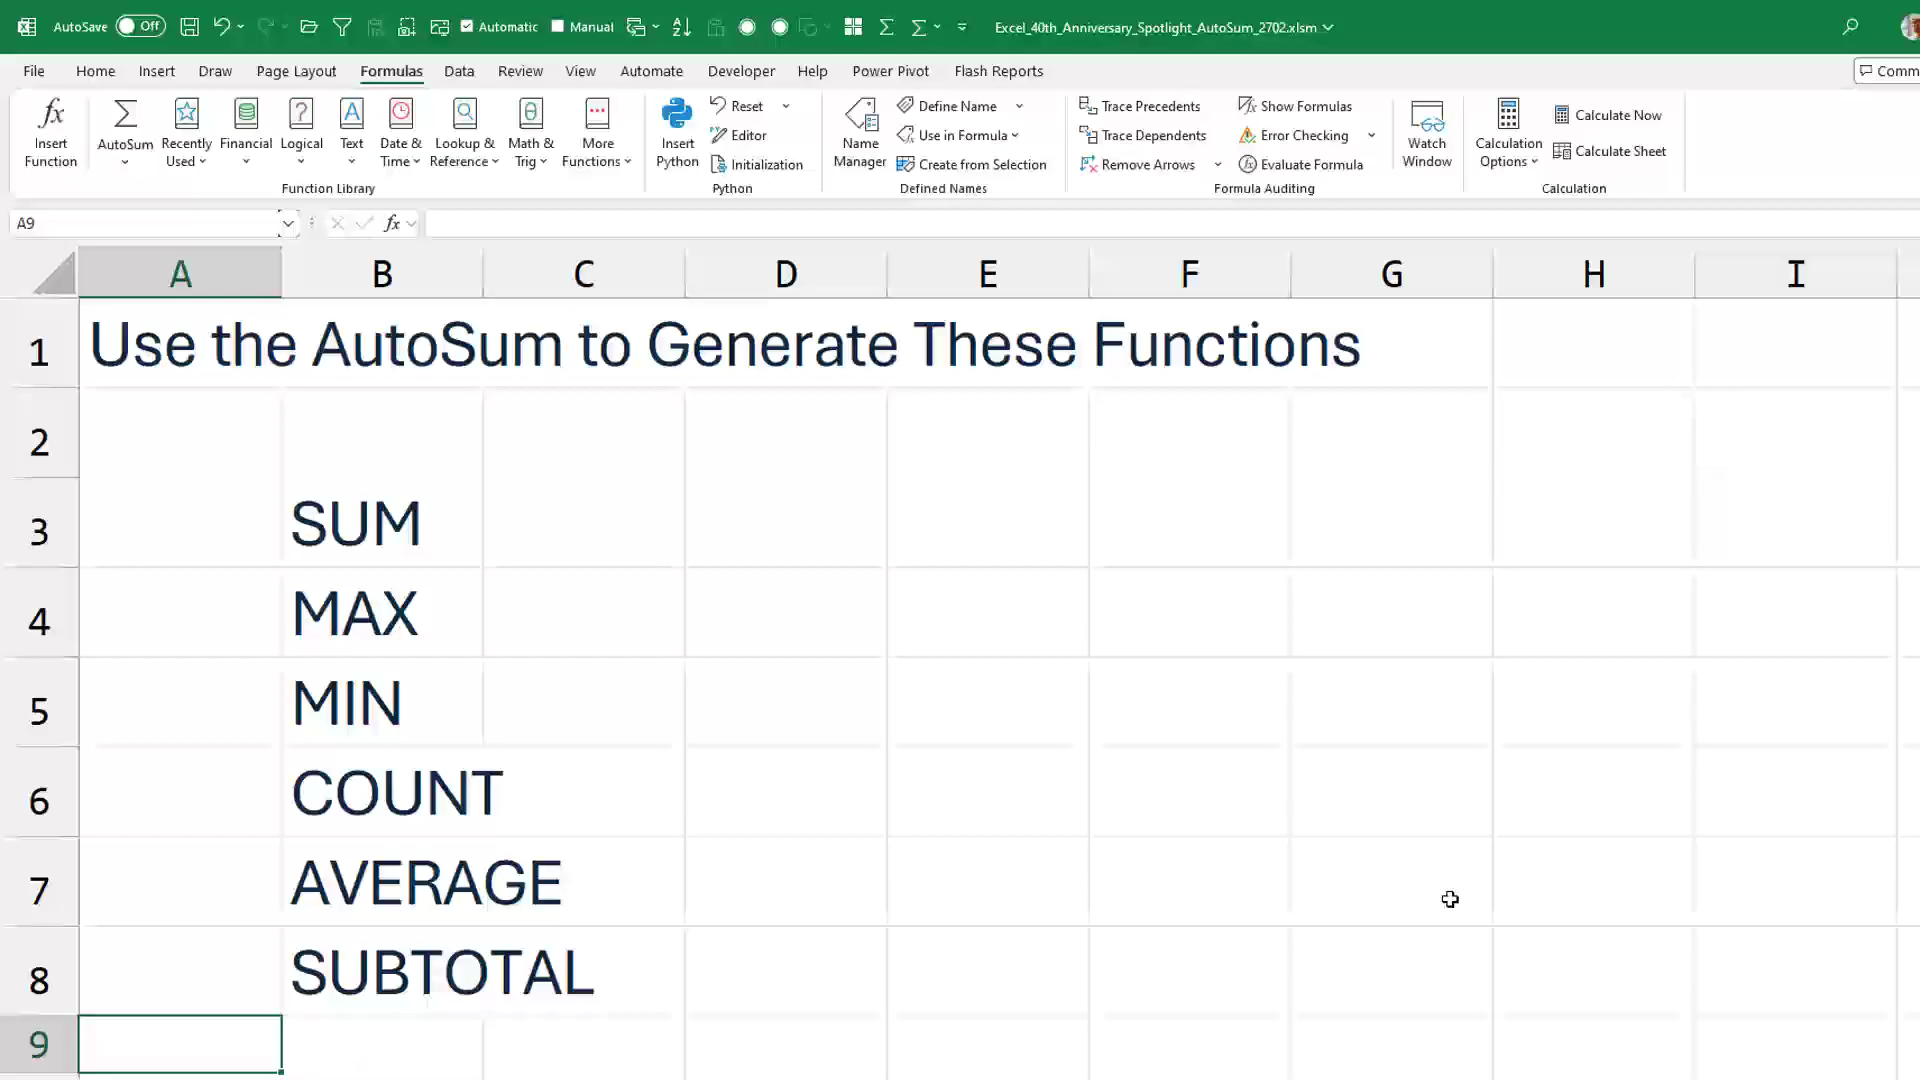 AutoSave Off Automatic Manual Excel_40th_Anniversary_Spotlight_AutoSum_2702.xlsm
File Home Insert Draw Page Layout Formulas Data Review View Automate Developer Help Power Pivot Flash Reports Comm
fx Insert Function
Σ AutoSum
Recently Used
Financial
? Logical
A Text
Date & Time
Lookup & Reference
θ Math & Trig
More Functions
Function Library
Insert Python
Reset
Editor
Initialization
Python
Name Manager
Define Name
Use in Formula
Create from Selection
Defined Names
Trace Precedents
Trace Dependents
Remove Arrows
Show Formulas
Error Checking
Evaluate Formula
Formula Auditing
Watch Window
Calculation Options
Calculate Now
Calculate Sheet
Calculation
A9 fx
A B C D E F G H I
1 Use the AutoSum to Generate These Functions
2
3 SUM
4 MAX
5 MIN
6 COUNT
7 AVERAGE
8 SUBTOTAL
9